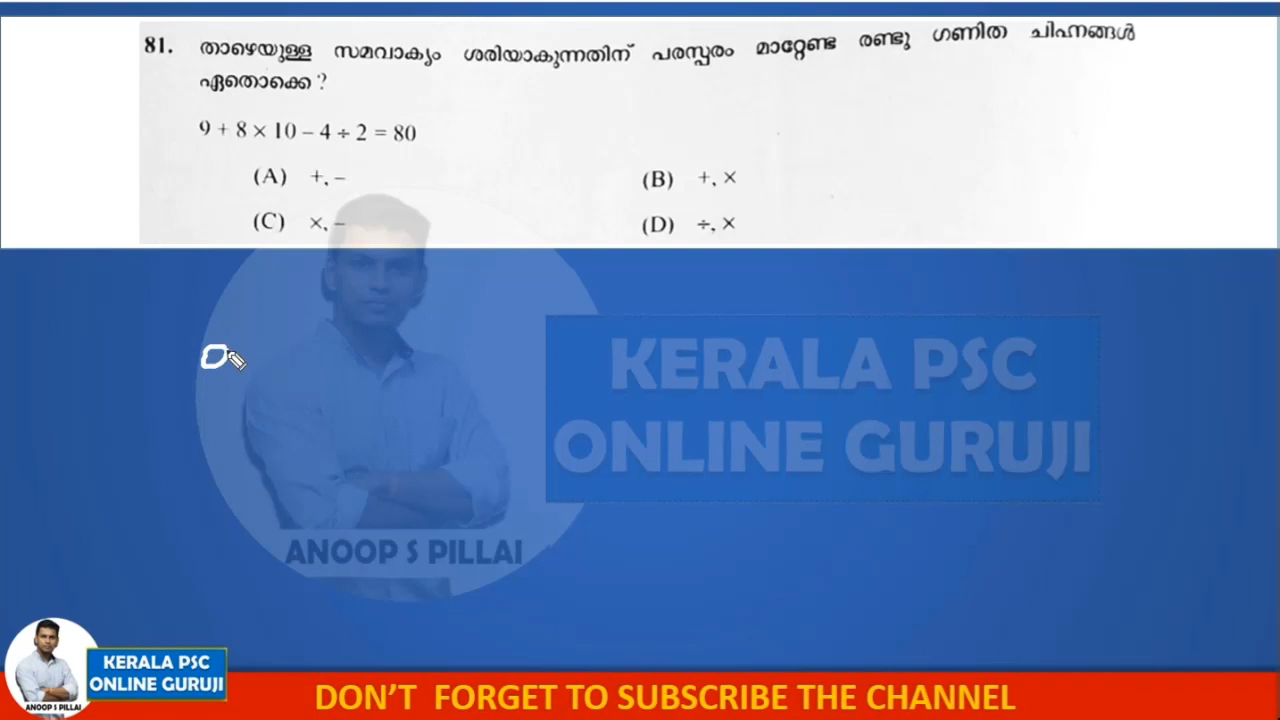 81. താഴെയുള്ള സമവാക്യം ശരിയാകുന്നതിന് പരസ്പരം മാറ്റേണ്ട രണ്ടു ഗണിത ചിഹ്നങ്ങൾ
ഏതൊക്കെ ?
9 + 8 × 10 – 4 ÷ 2 = 80
(A) +, – (B) +, ×
(C) ×, – (D) ÷, ×
KERALA PSC
ONLINE GURUJI
ANOOP S PILLAI
KERALA PSC
ONLINE GURUJI
ANOOP S PILLAI
DON'T FORGET TO SUBSCRIBE THE CHANNEL